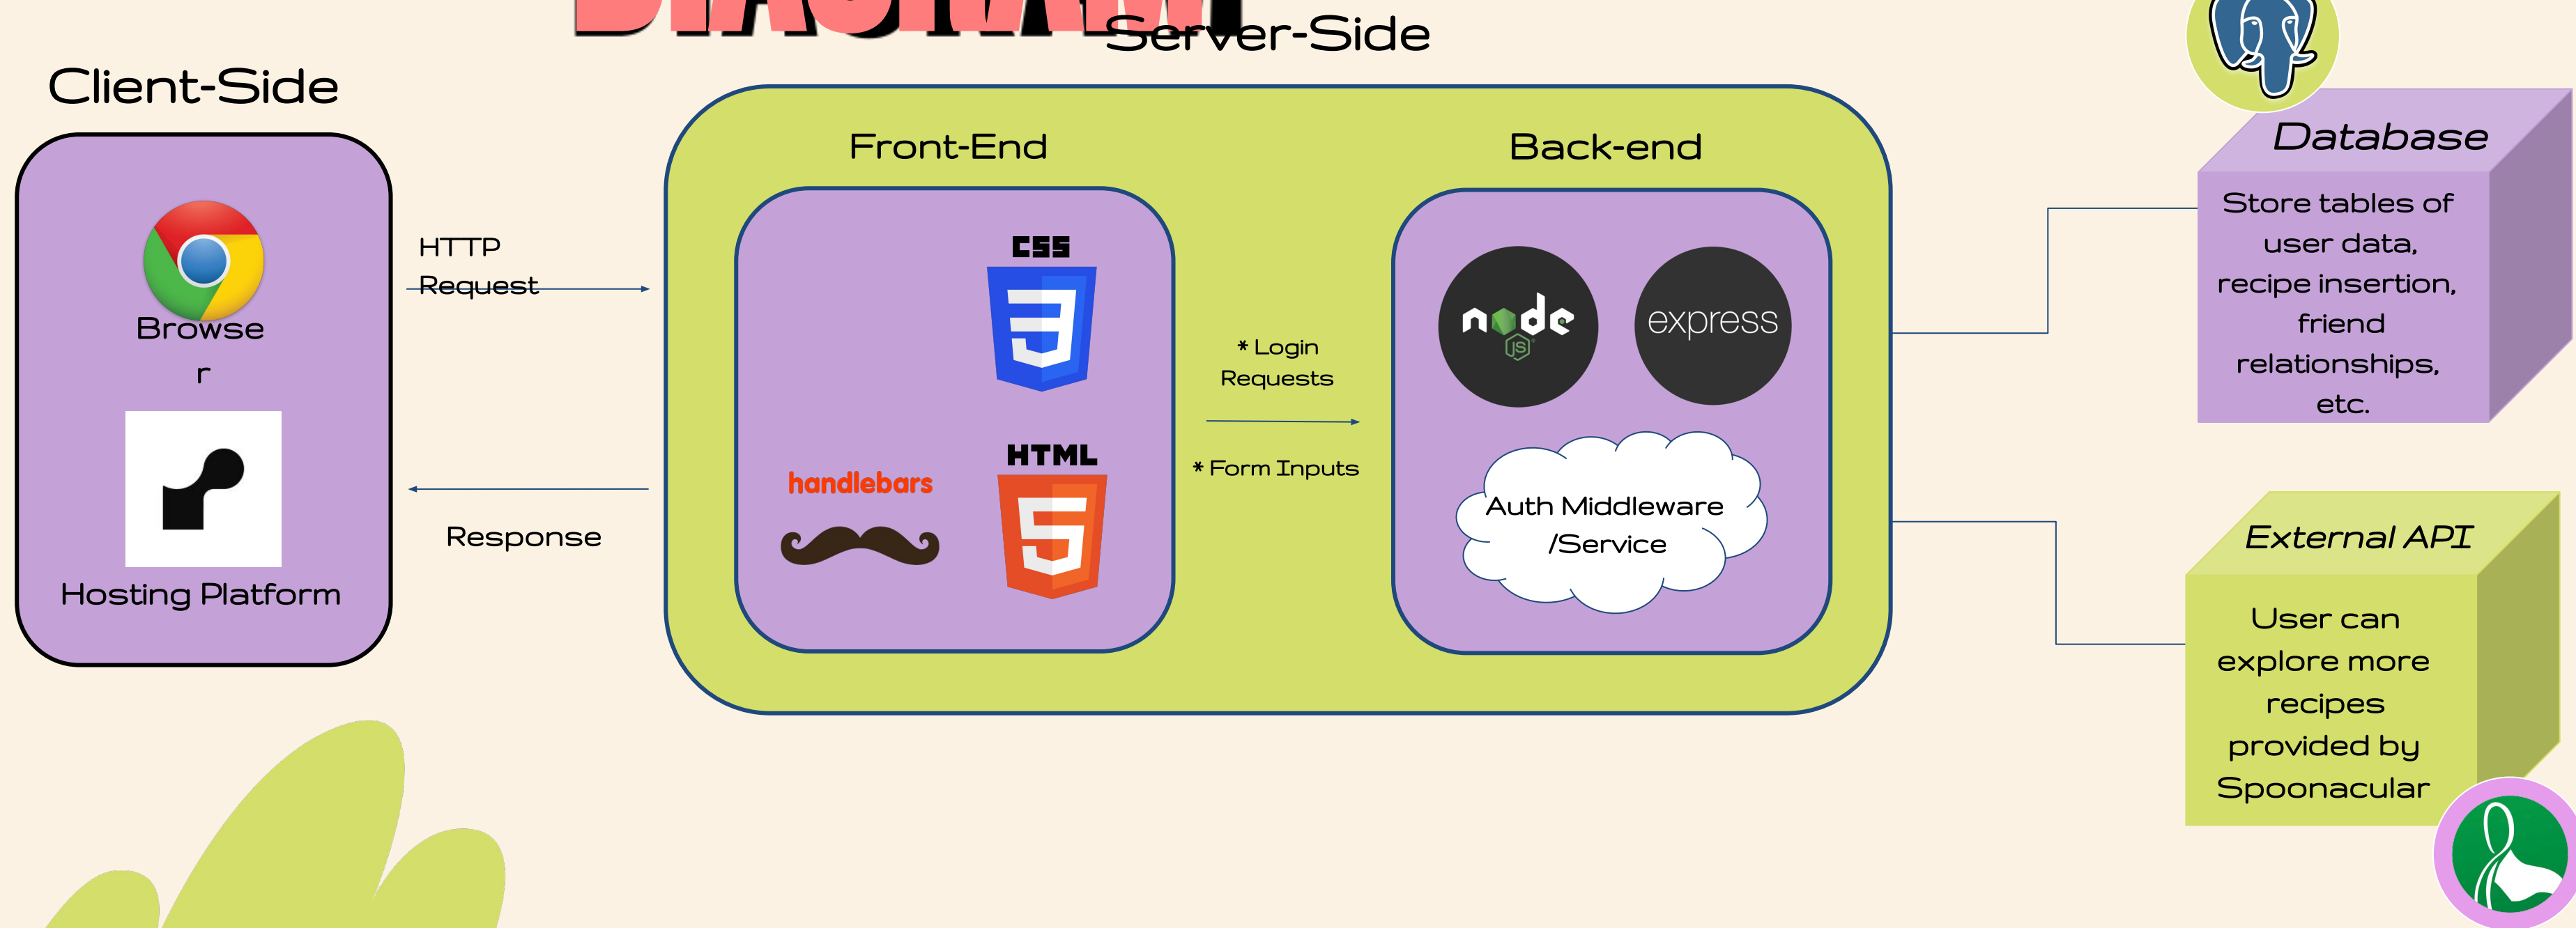 DIAGRAM
Server-Side
Client-Side
Browse
r
Hosting Platform
HTTP
Request
Response
Front-End
CSS
HTML
handlebars
* Login
Requests
* Form Inputs
Back-end
node
JS
express
Auth Middleware
/Service
Database
Store tables of
user data,
recipe insertion,
friend
relationships,
etc.
External API
User can
explore more
recipes
provided by
Spoonacular